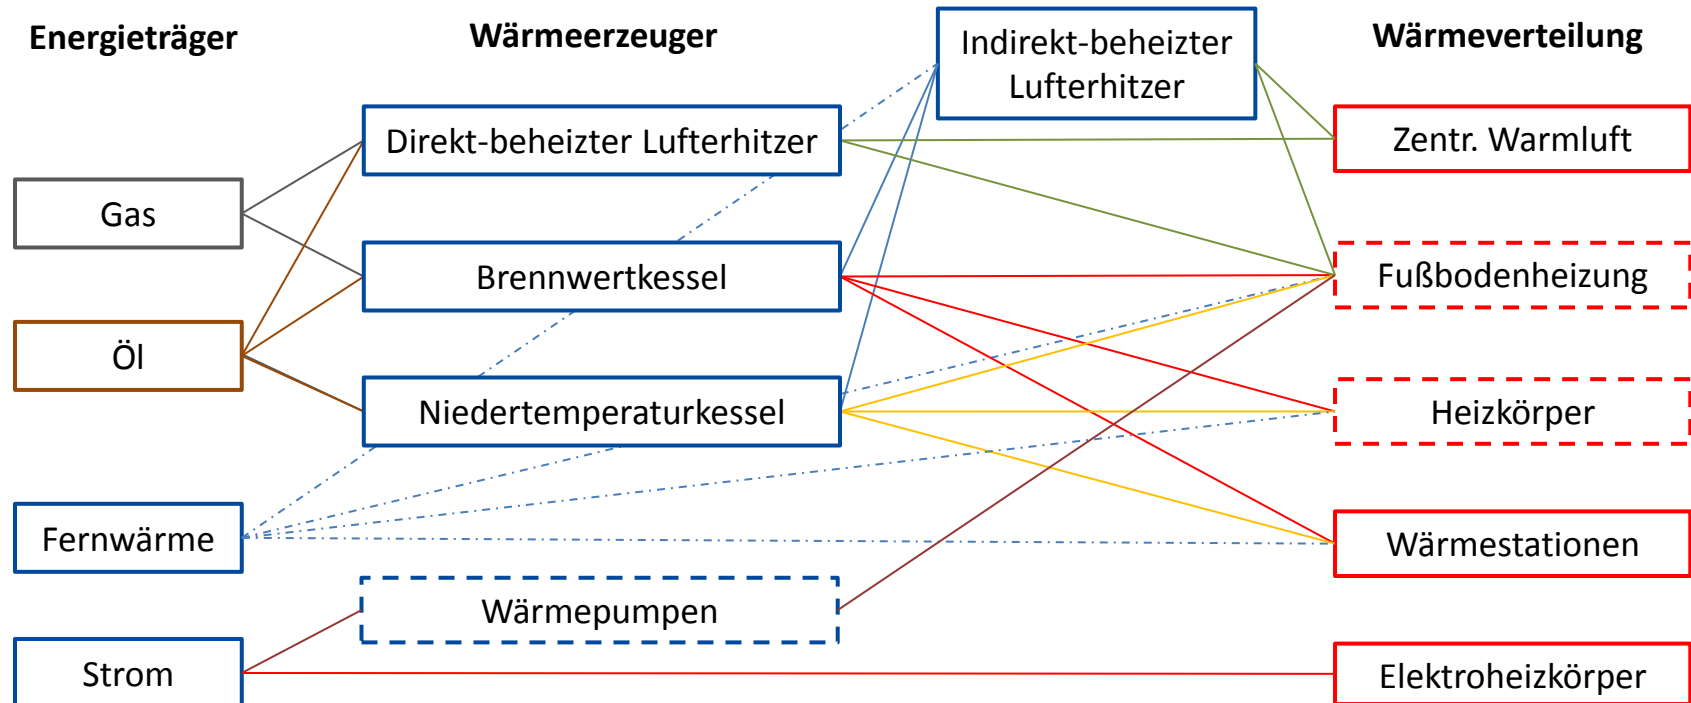 Energieträger
Wärmeerzeuger
Indirekt-beheizter
Lufterhitzer
Wärmeverteilung
Direkt-beheizter Lufterhitzer
Zentr. Warmluft
Gas
Brennwertkessel
Fußbodenheizung
Öl
Niedertemperaturkessel
Heizkörper
Fernwärme
Wärmestationen
Wärmepumpen
Strom
Elektroheizkörper